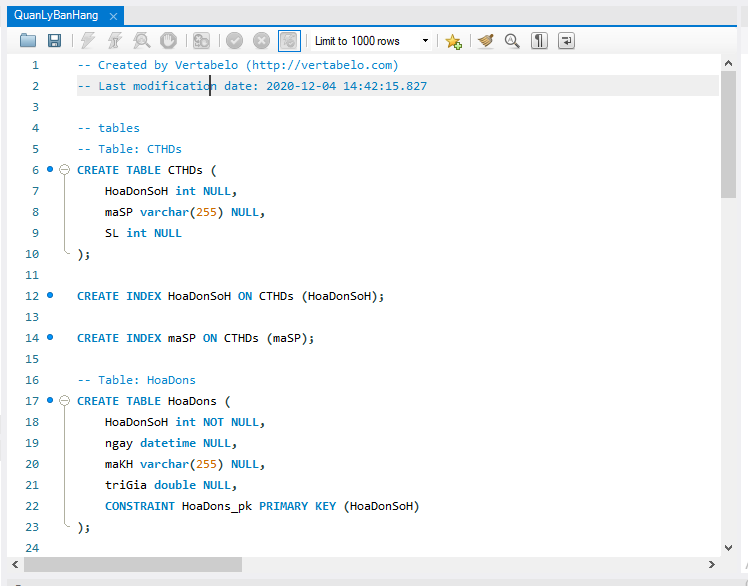 QuanLyBanHang
Limit to 1000 rows
1 -- Created by Vertabelo (http://vertabelo.com)
2 -- Last modification date: 2020-12-04 14:42:15.827
3
4 -- tables
5 -- Table: CTHDs
6 CREATE TABLE CTHDs (
7 HoaDonSoH int NULL,
8 maSP varchar(255) NULL,
9 SL int NULL
10 );
11
12 CREATE INDEX HoaDonSoH ON CTHDs (HoaDonSoH);
13
14 CREATE INDEX maSP ON CTHDs (maSP);
15
16 -- Table: HoaDons
17 CREATE TABLE HoaDons (
18 HoaDonSoH int NOT NULL,
19 ngay datetime NULL,
20 maKH varchar(255) NULL,
21 triGia double NULL,
22 CONSTRAINT HoaDons_pk PRIMARY KEY (HoaDonSoH)
23 );
24